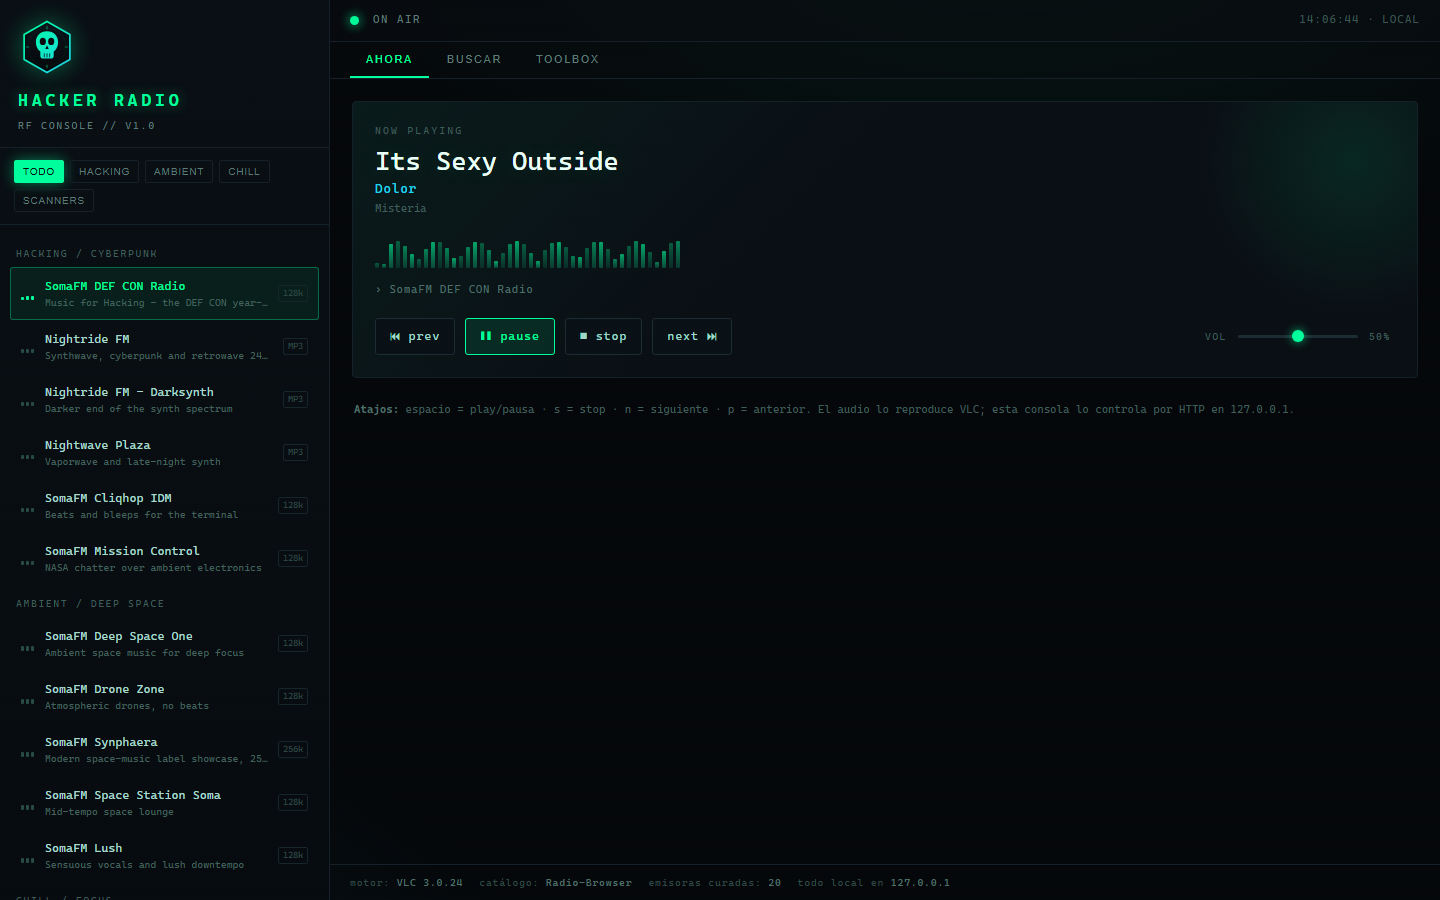 HACKER RADIO
RF CONSOLE // V1.0
TODO HACKING AMBIENT CHILL
SCANNERS
HACKING / CYBERPUNK
SomaFM DEF CON Radio
Music for Hacking – the DEF CON year-…
128k
Nightride FM
Synthwave, cyberpunk and retrowave 24…
MP3
Nightride FM – Darksynth
Darker end of the synth spectrum
MP3
Nightwave Plaza
Vaporwave and late-night synth
MP3
SomaFM Cliqhop IDM
Beats and bleeps for the terminal
128k
SomaFM Mission Control
NASA chatter over ambient electronics
128k
AMBIENT / DEEP SPACE
SomaFM Deep Space One
Ambient space music for deep focus
128k
SomaFM Drone Zone
Atmospheric drones, no beats
128k
SomaFM Synphaera
Modern space-music label showcase, 25…
256k
SomaFM Space Station Soma
Mid-tempo space lounge
128k
SomaFM Lush
Sensuous vocals and lush downtempo
128k
CHILL / FOCUS
ON AIR
14:06:44 · LOCAL
AHORA BUSCAR TOOLBOX
NOW PLAYING
Its Sexy Outside
Dolor
Misteria
› SomaFM DEF CON Radio
⏮ prev ⏸ pause ⏹ stop next ⏭
VOL 50%
Atajos: espacio = play/pausa · s = stop · n = siguiente · p = anterior. El audio lo reproduce VLC; esta consola lo controla por HTTP en 127.0.0.1.
motor: VLC 3.0.24 catálogo: Radio-Browser emisoras curadas: 20 todo local en 127.0.0.1